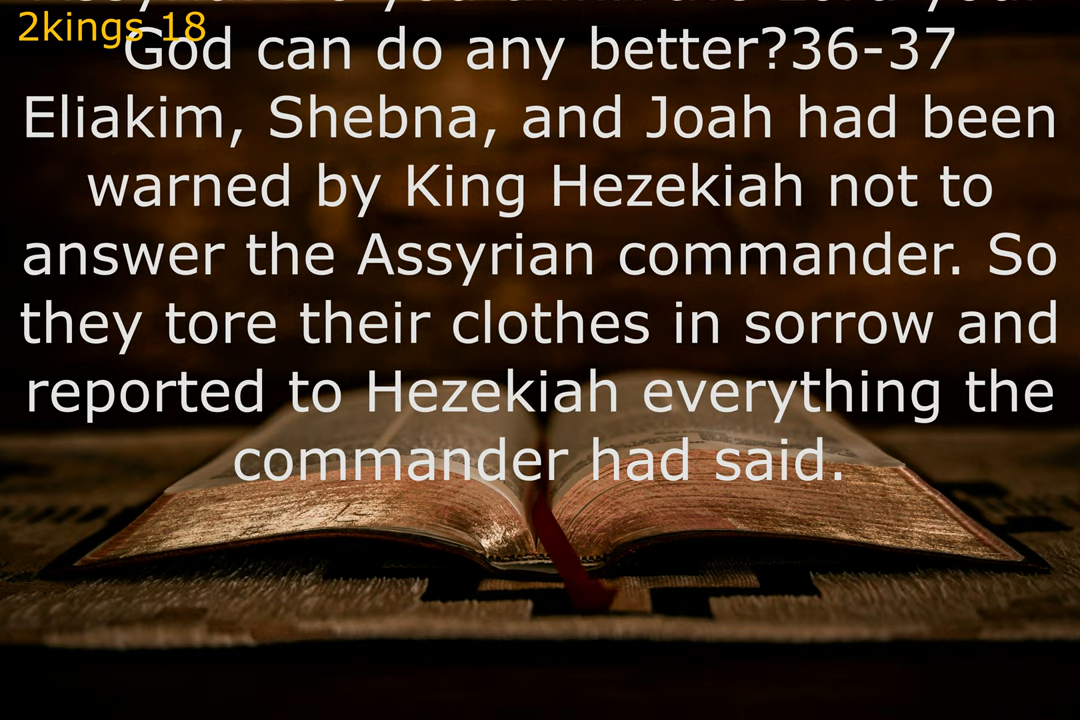 2kings 18
God can do any better?36-37
Eliakim, Shebna, and Joah had been
warned by King Hezekiah not to
answer the Assyrian commander. So
they tore their clothes in sorrow and
reported to Hezekiah everything the
commander had said.